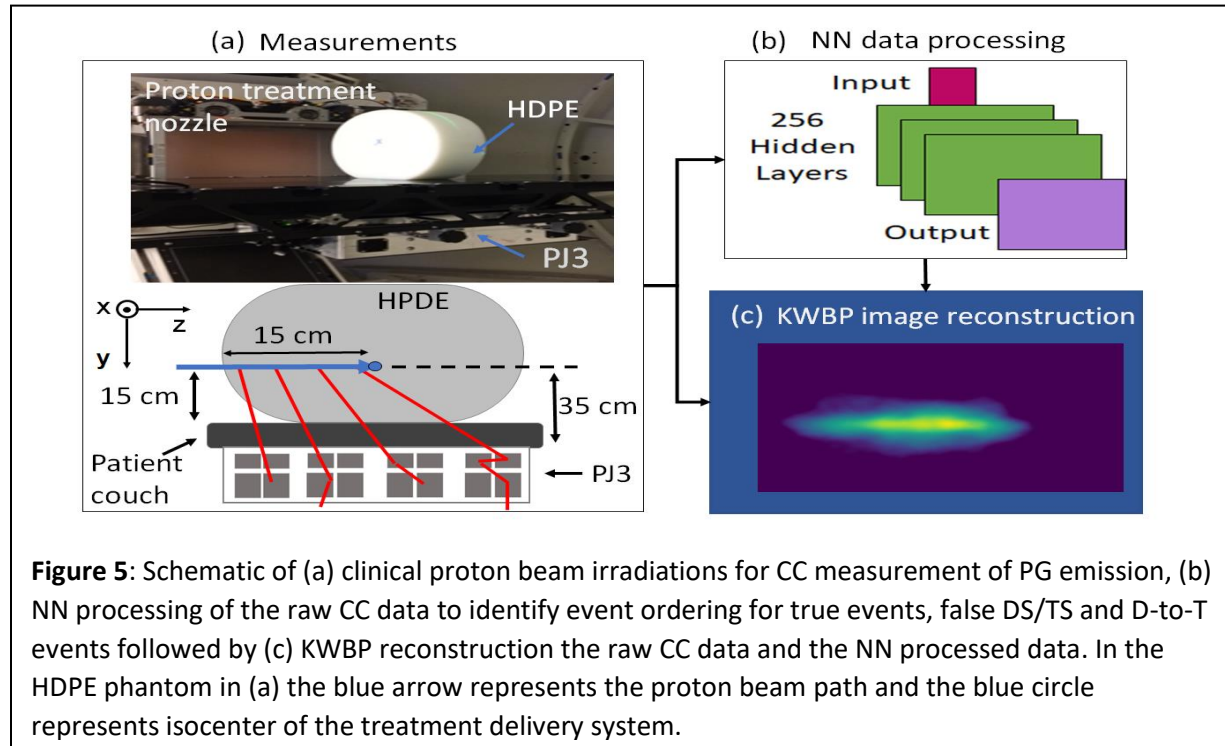 (a) Measurements
Proton treatment
nozzle
HDPE
PJ3
HPDE
x
z
y
15 cm
15 cm
35 cm
Patient
couch
PJ3
(b) NN data processing
Input
256
Hidden
Layers
Output
(c) KWBP image reconstruction
Figure 5: Schematic of (a) clinical proton beam irradiations for CC measurement of PG emission, (b)
NN processing of the raw CC data to identify event ordering for true events, false DS/TS and D-to-T
events followed by (c) KWBP reconstruction the raw CC data and the NN processed data. In the
HDPE phantom in (a) the blue arrow represents the proton beam path and the blue circle
represents isocenter of the treatment delivery system.